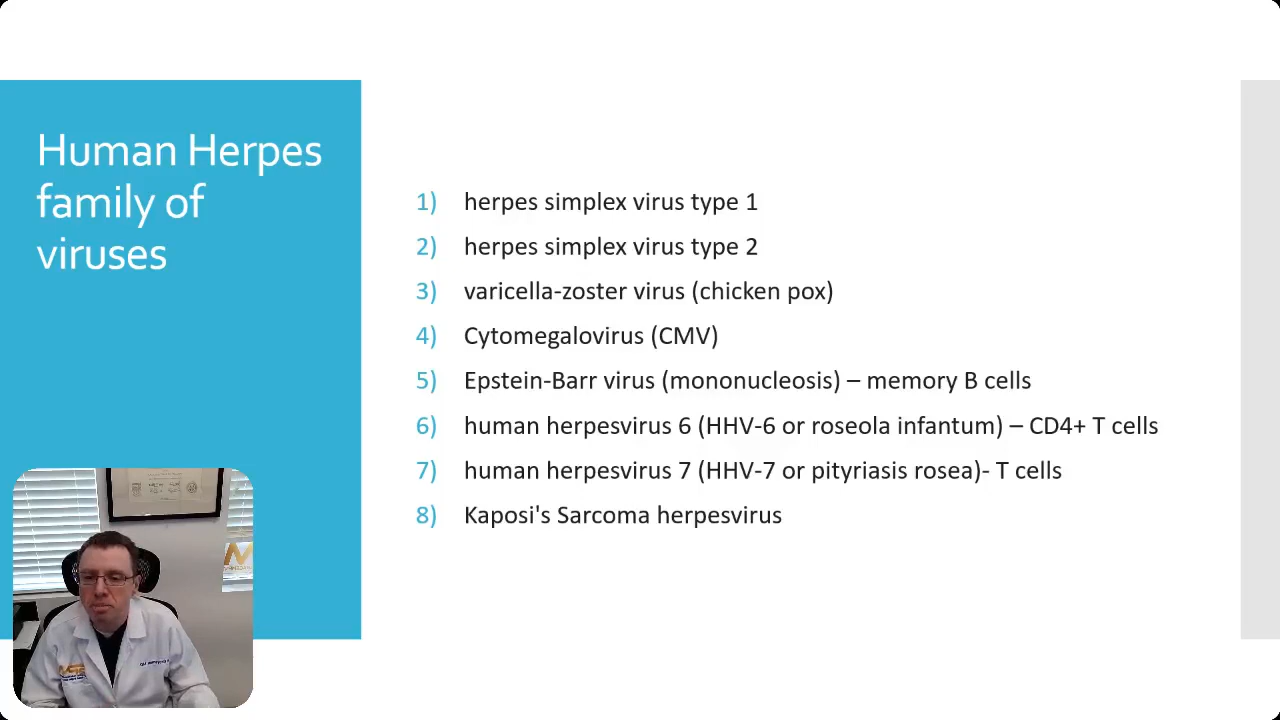 Human Herpes
family of
viruses
1) herpes simplex virus type 1
2) herpes simplex virus type 2
3) varicella-zoster virus (chicken pox)
4) Cytomegalovirus (CMV)
5) Epstein-Barr virus (mononucleosis) – memory B cells
6) human herpesvirus 6 (HHV-6 or roseola infantum) – CD4+ T cells
7) human herpesvirus 7 (HHV-7 or pityriasis rosea)- T cells
8) Kaposi's Sarcoma herpesvirus